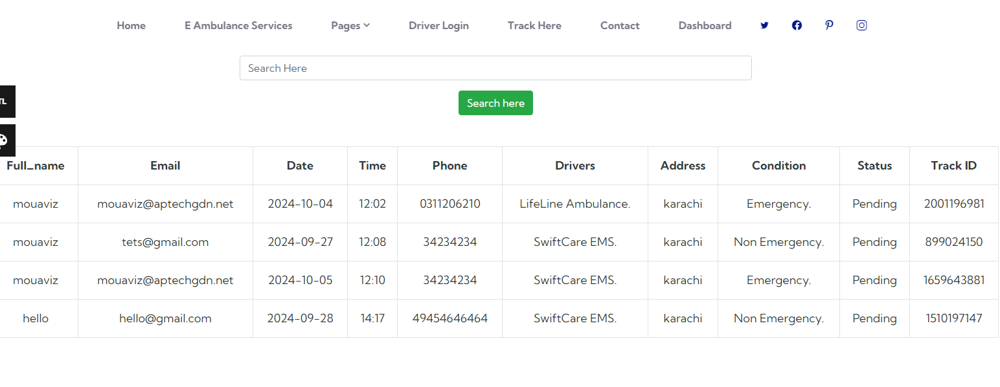 Home E Ambulance Services Pages Driver Login Track Here Contact Dashboard
Search Here
TL
Search here
Full_name Email Date Time Phone Drivers Address Condition Status Track ID
mouaviz mouaviz@aptechgdn.net 2024-10-04 12:02 0311206210 LifeLine Ambulance. karachi Emergency. Pending 2001196981
mouaviz tets@gmail.com 2024-09-27 12:08 34234234 SwiftCare EMS. karachi Non Emergency. Pending 899024150
mouaviz mouaviz@aptechgdn.net 2024-10-05 12:10 34234234 SwiftCare EMS. karachi Emergency. Pending 1659643881
hello hello@gmail.com 2024-09-28 14:17 49454646464 SwiftCare EMS. karachi Non Emergency. Pending 1510197147